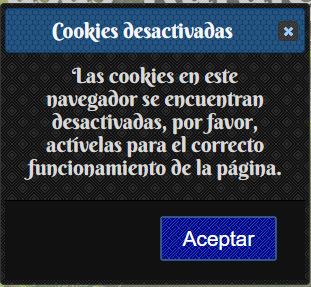 Cookies desactivadas
Las cookies en este
navegador se encuentran
desactivadas, por favor,
actívelas para el correcto
funcionamiento de la página.
Aceptar